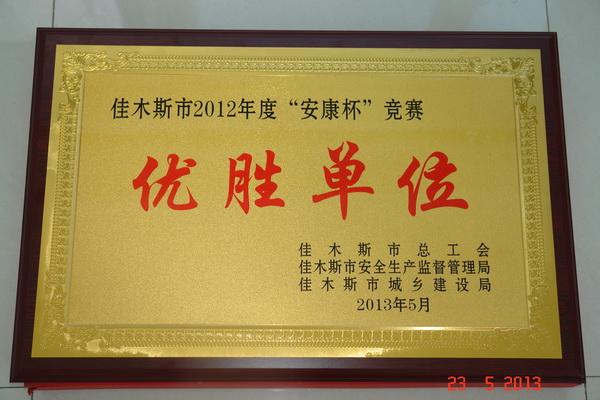 佳木斯市2012年度“安康杯”竞赛
优胜单位
佳木斯市总工会
佳木斯市安全生产监督管理局
佳木斯市城乡建设局
2013年5月
23 5 2013